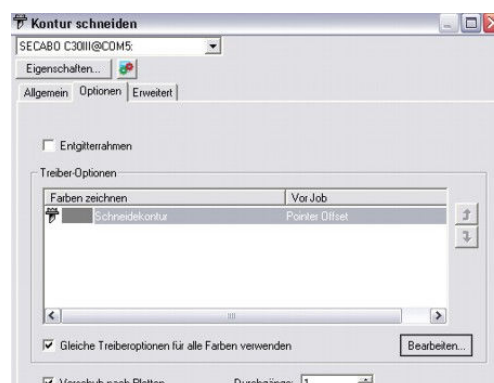 Kontur schneiden
SECABO C30III@COM5:
Eigenschaften...
Allgemein Optionen Erweitert
Entgitterrahmen
Treiber-Optionen
Farben zeichnen Vor Job
Schneidekontur Pointer Offset
Gleiche Treiberoptionen für alle Farben verwenden Bearbeiten...
Vorschub nach Plotten Durchgänge: 1